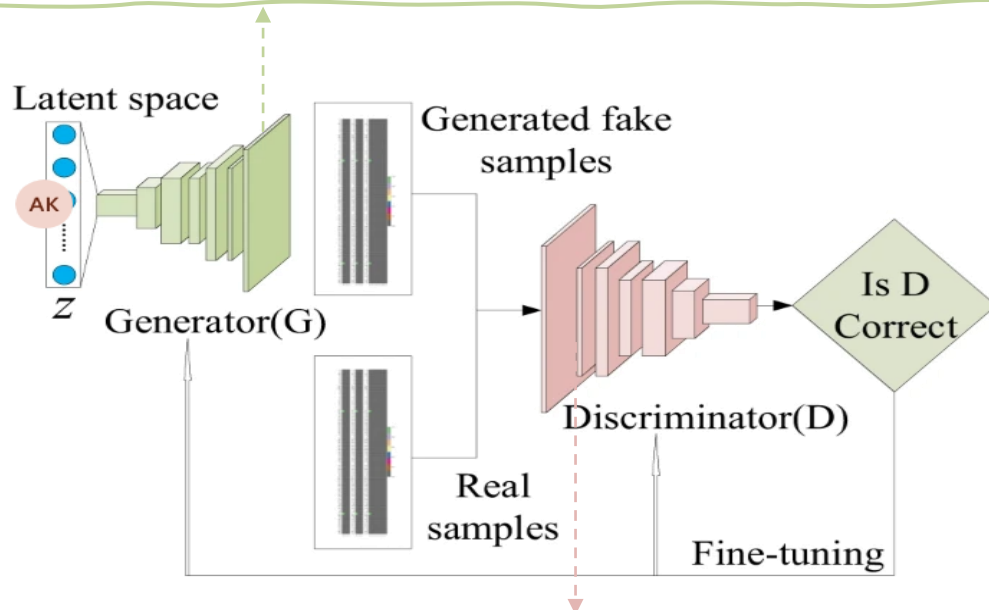 Latent space
AK
z
Generator(G)
Generated fake
samples
Real
samples
Discriminator(D)
Is D
Correct
Fine-tuning